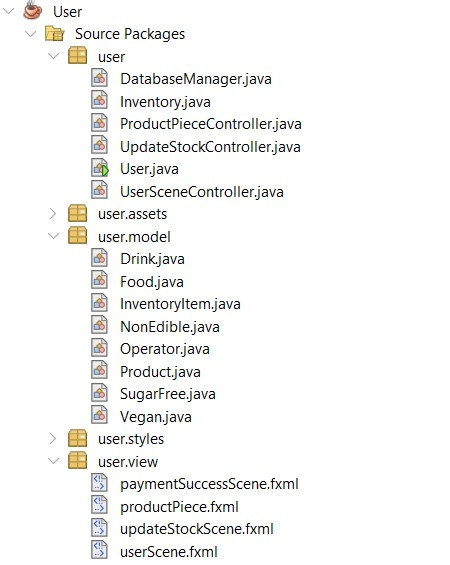 User
Source Packages
user
DatabaseManager.java
Inventory.java
ProductPieceController.java
UpdateStockController.java
User.java
UserSceneController.java
user.assets
user.model
Drink.java
Food.java
InventoryItem.java
NonEdible.java
Operator.java
Product.java
SugarFree.java
Vegan.java
user.styles
user.view
paymentSuccessScene.fxml
productPiece.fxml
updateStockScene.fxml
userScene.fxml